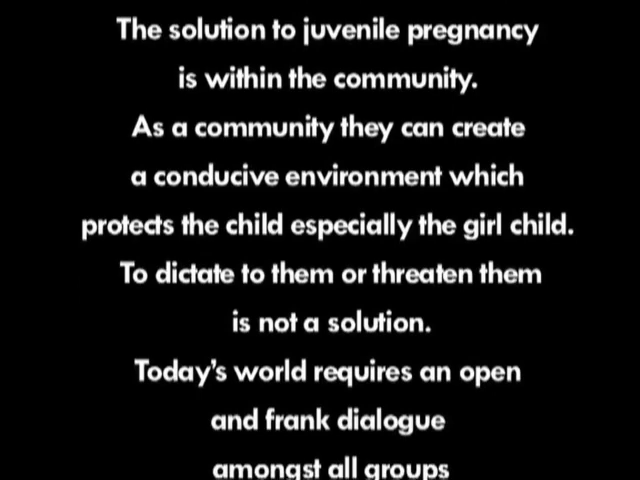 The solution to juvenile pregnancy
is within the community.
As a community they can create
a conducive environment which
protects the child especially the girl child.
To dictate to them or threaten them
is not a solution.
Today's world requires an open
and frank dialogue
amongst all groups